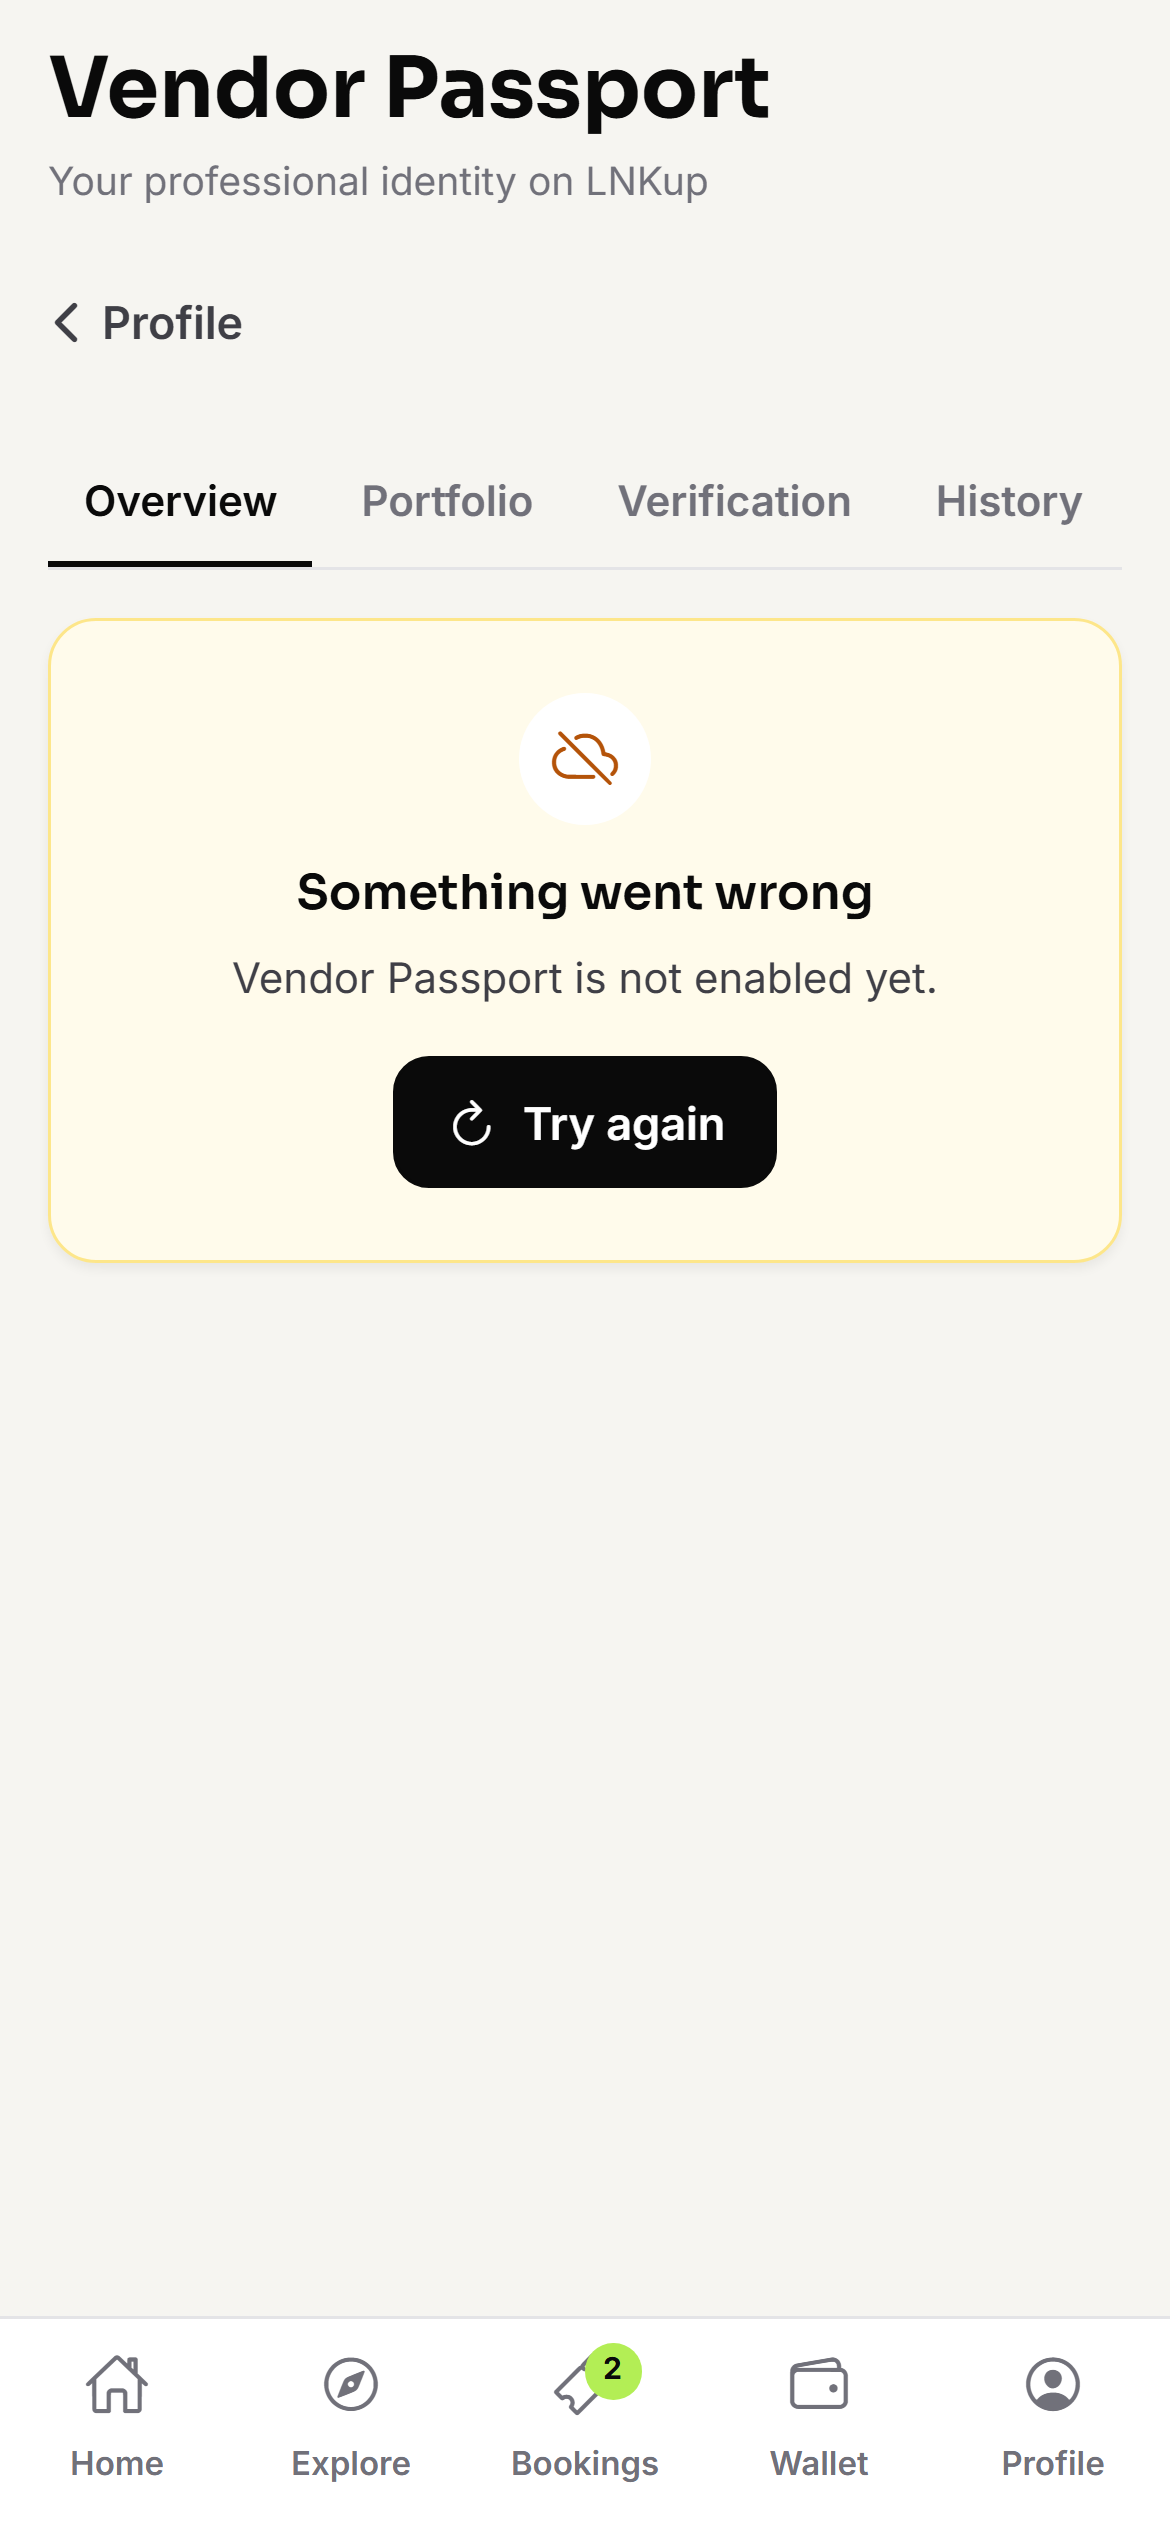 Vendor Passport
Your professional identity on LNKup
Profile
Overview Portfolio Verification History
Something went wrong
Vendor Passport is not enabled yet.
Try again
2
Home Explore Bookings Wallet Profile